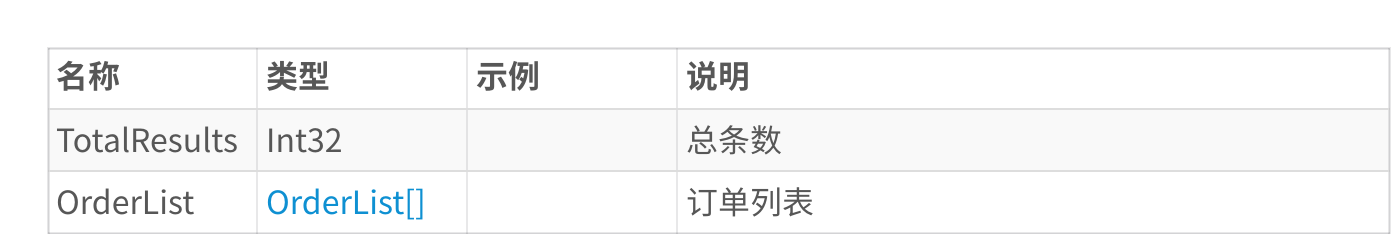 名称 类型 示例 说明
TotalResults Int32 总条数
OrderList OrderList[] 订单列表